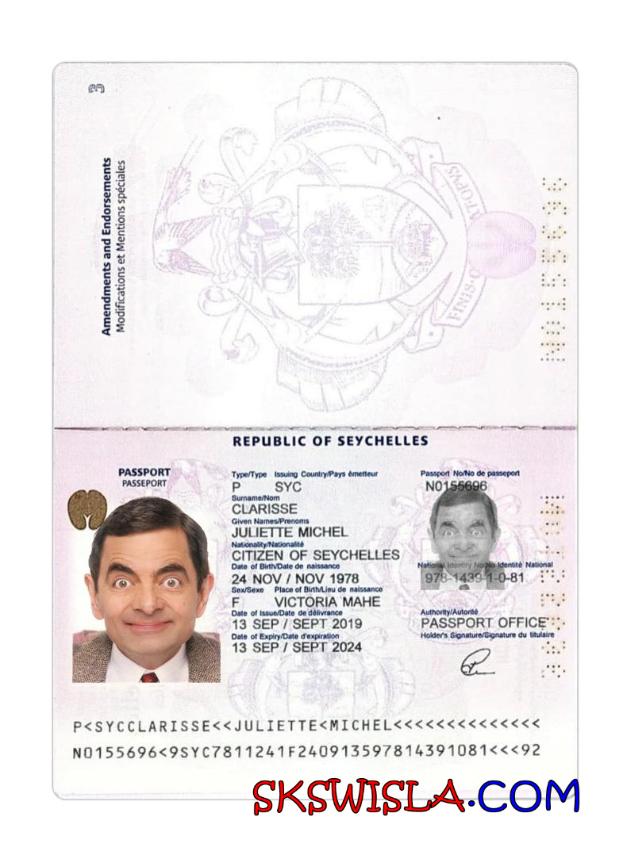 3
Amendments and Endorsements
Modifications et Mentions spéciales
N0155696
REPUBLIC OF SEYCHELLES
PASSPORT
PASSEPORT
Type/Type Issuing Country/Pays émetteur
P SYC
Passport No/No de passeport
N0155696
Surname/Nom
CLARISSE
Given Names/Prenoms
JULIETTE MICHEL
Nationality/Nationalité
CITIZEN OF SEYCHELLES
Date of Birth/Date de naissance
24 NOV / NOV 1978
National Identity No/No Identité National
978-1439-1-0-81
Sex/Sexe Place of Birth/Lieu de naissance
F VICTORIA MAHE
Date of Issue/Date de délivrance
13 SEP / SEPT 2019
Authority/Autorité
PASSPORT OFFICE
Date of Expiry/Date d'expiration
13 SEP / SEPT 2024
Holder's Signature/Signature du titulaire
P<SYCCLARISSE<<JULIETTE<MICHEL<<<<<<<<<<<<<<
N0155696<9SYC7811241F240913597814391081<<<92
SKSWISLA.COM